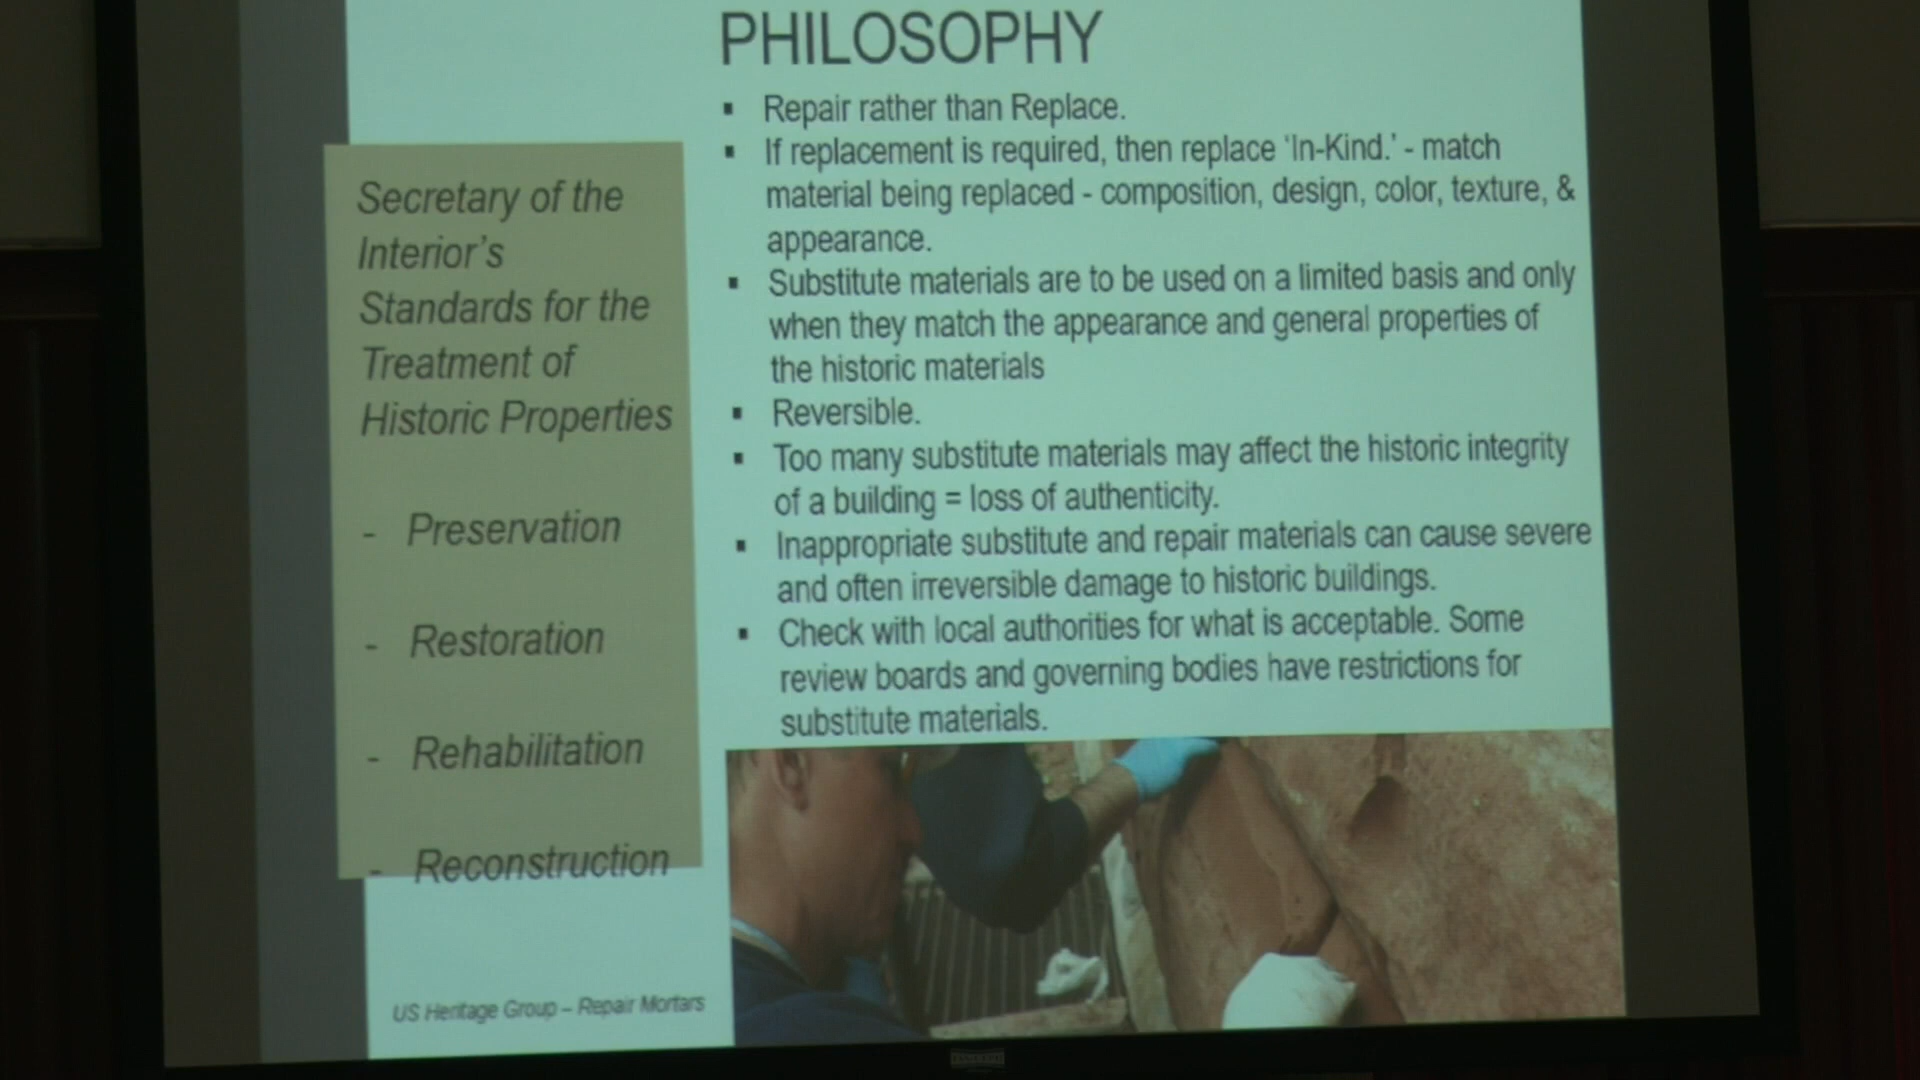 PHILOSOPHY
▪ Repair rather than Replace.
▪ If replacement is required, then replace ‘In-Kind.’ - match
material being replaced - composition, design, color, texture, &
appearance.
▪ Substitute materials are to be used on a limited basis and only
when they match the appearance and general properties of
the historic materials
▪ Reversible.
▪ Too many substitute materials may affect the historic integrity
of a building = loss of authenticity.
▪ Inappropriate substitute and repair materials can cause severe
and often irreversible damage to historic buildings.
▪ Check with local authorities for what is acceptable. Some
review boards and governing bodies have restrictions for
substitute materials.
Secretary of the
Interior’s
Standards for the
Treatment of
Historic Properties
- Preservation
- Restoration
- Rehabilitation
- Reconstruction
US Heritage Group – Repair Mortars